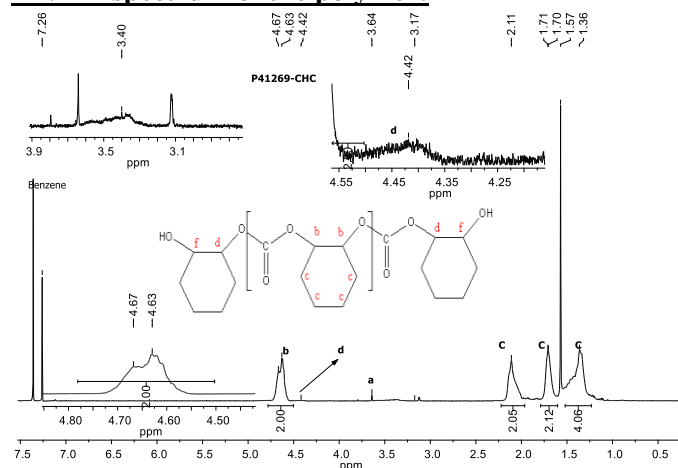 7.26
3.40
4.67
4.63
4.42
3.64
3.17
2.11
1.71
1.70
1.57
1.36
P41269-CHC
4.42
d
3.9 3.5 3.1
ppm
4.55 4.45 4.35 4.25
ppm
Benzene
HO f d O C O O b b O C O O d f OH
c c
c c
4.67
4.63
2.00
4.80 4.70 4.60 4.50
ppm
b d a C C C
2.00 2.05 2.12 4.06
7.5 7.0 6.5 6.0 5.5 5.0 4.5 4.0 3.5 3.0 2.5 2.0 1.5 1.0 0.5
ppm